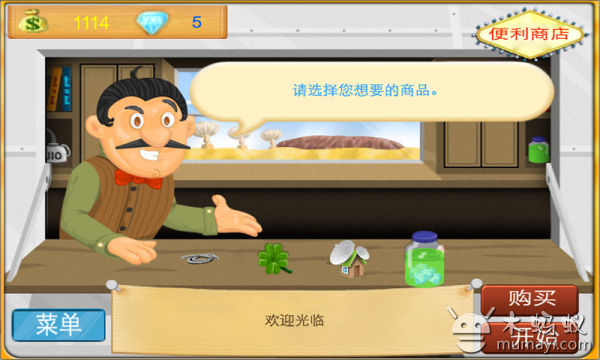 1114
5
便利商店
请选择您想要的商品。
欢迎光临
购买
菜单
开始
木蚂蚁
mumayi.com